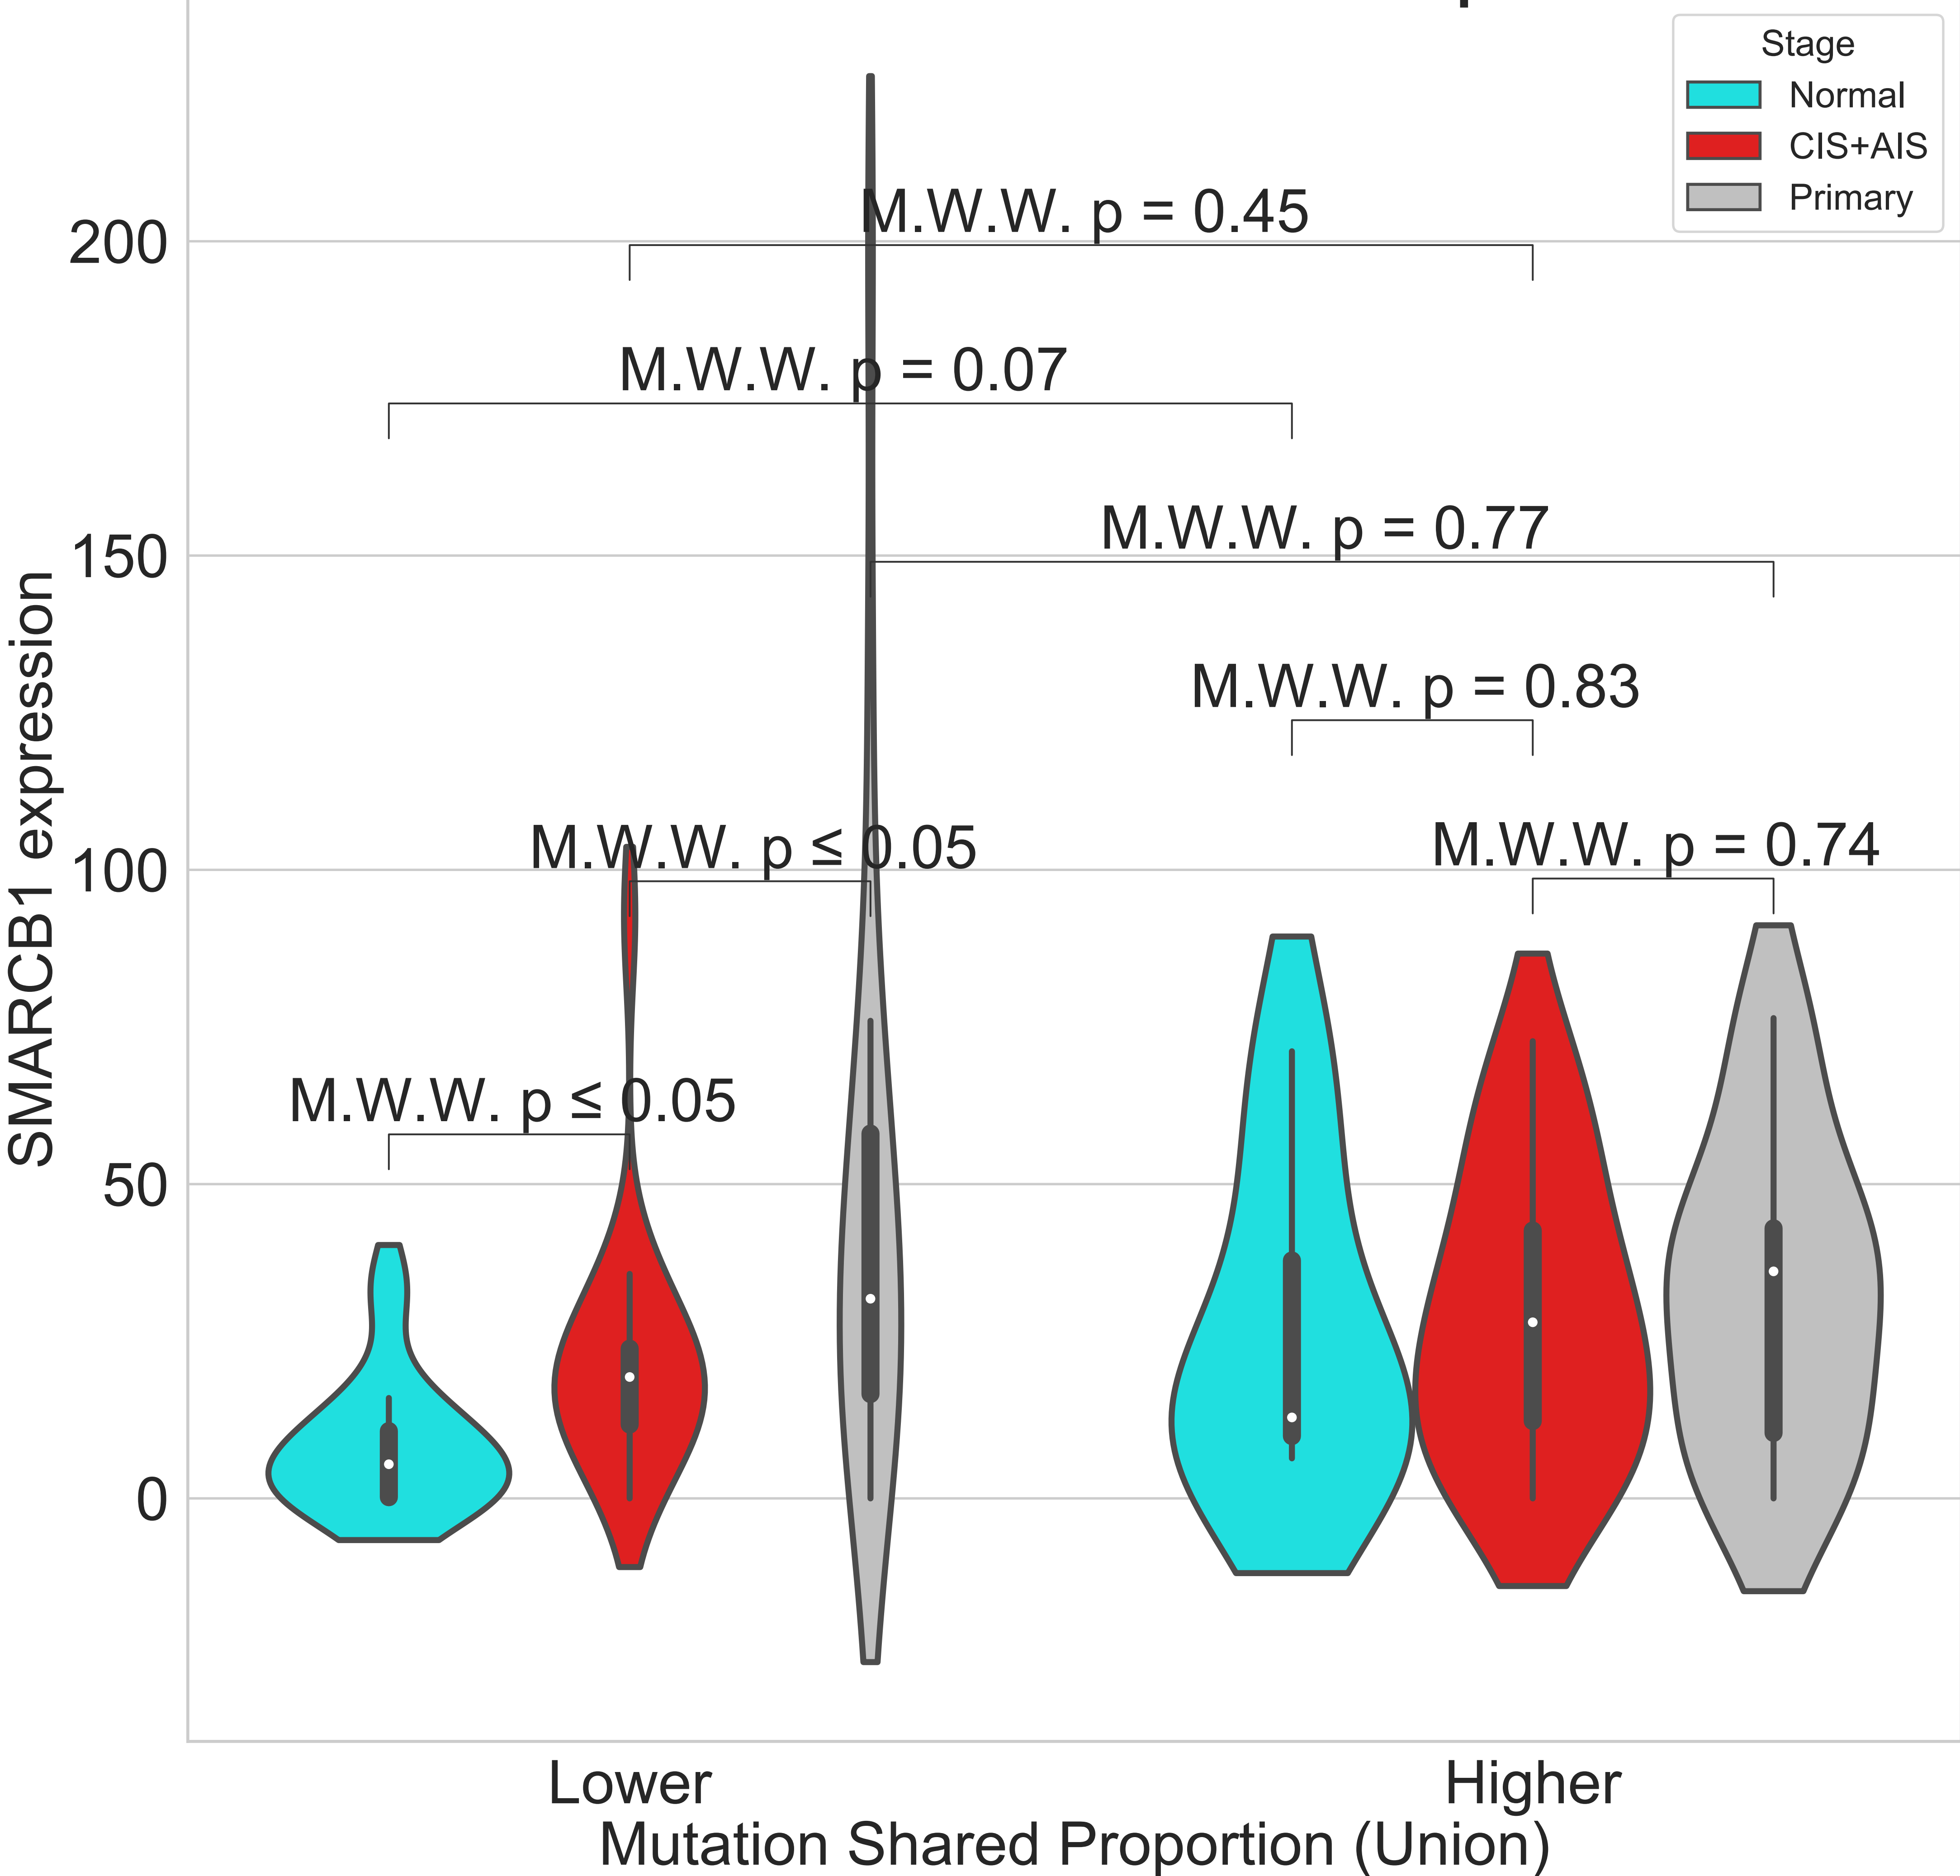 Stage
Normal
CIS+AIS
Primary
M.W.W. p = 0.45
200
M.W.W. p = 0.07
M.W.W. p = 0.77
150
M.W.W. p = 0.83
M.W.W. p ≤ 0.05
M.W.W. p = 0.74
100
M.W.W. p ≤ 0.05
50
0
SMARCB1 expression
Lower
Higher
Mutation Shared Proportion (Union)